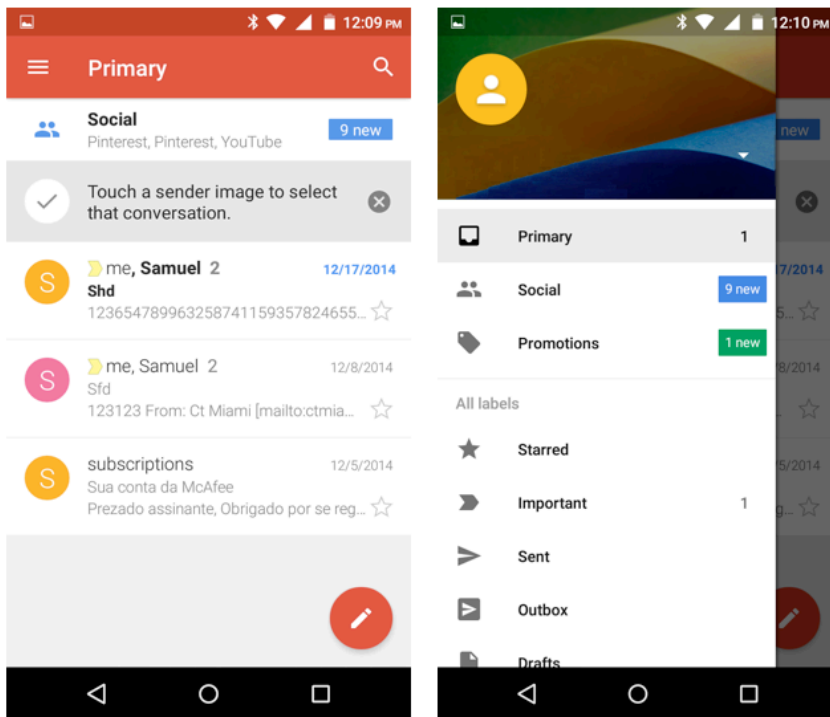 12:09 PM
Primary
Social
9 new
Pinterest, Pinterest, YouTube
Touch a sender image to select
that conversation.
S
me, Samuel 2
12/17/2014
Shd
123654789963258741159357824655...
S
me, Samuel 2
12/8/2014
Sfd
123123 From: Ct Miami [mailto:ctmia...
S
subscriptions
12/5/2014
Sua conta da McAfee
Prezado assinante, Obrigado por se reg...
12:10 PM
new
Primary
1
7/2014
Social
9 new
5...
Promotions
1 new
8/2014
All labels
Starred
5/2014
Important
1
g...
Sent
Outbox
Drafts